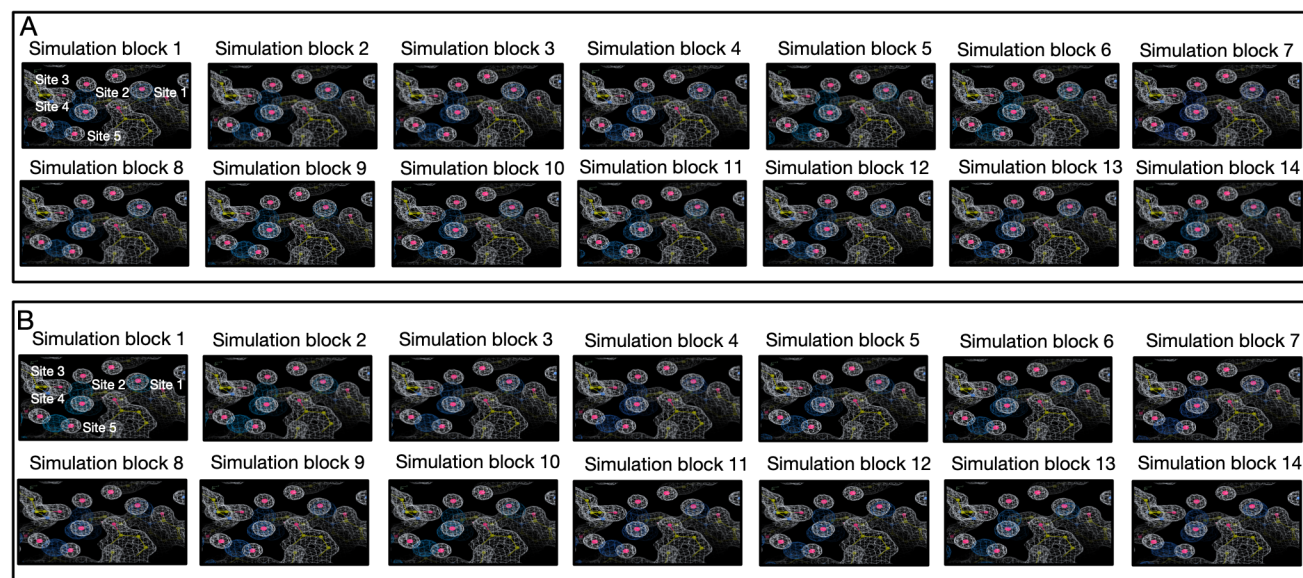 A
Simulation block 1 Simulation block 2 Simulation block 3 Simulation block 4 Simulation block 5 Simulation block 6 Simulation block 7
Site 3
Site 2 Site 1
Site 4
Site 5
Simulation block 8 Simulation block 9 Simulation block 10 Simulation block 11 Simulation block 12 Simulation block 13 Simulation block 14
B
Simulation block 1 Simulation block 2 Simulation block 3 Simulation block 4 Simulation block 5 Simulation block 6 Simulation block 7
Site 3
Site 2 Site 1
Site 4
Site 5
Simulation block 8 Simulation block 9 Simulation block 10 Simulation block 11 Simulation block 12 Simulation block 13 Simulation block 14